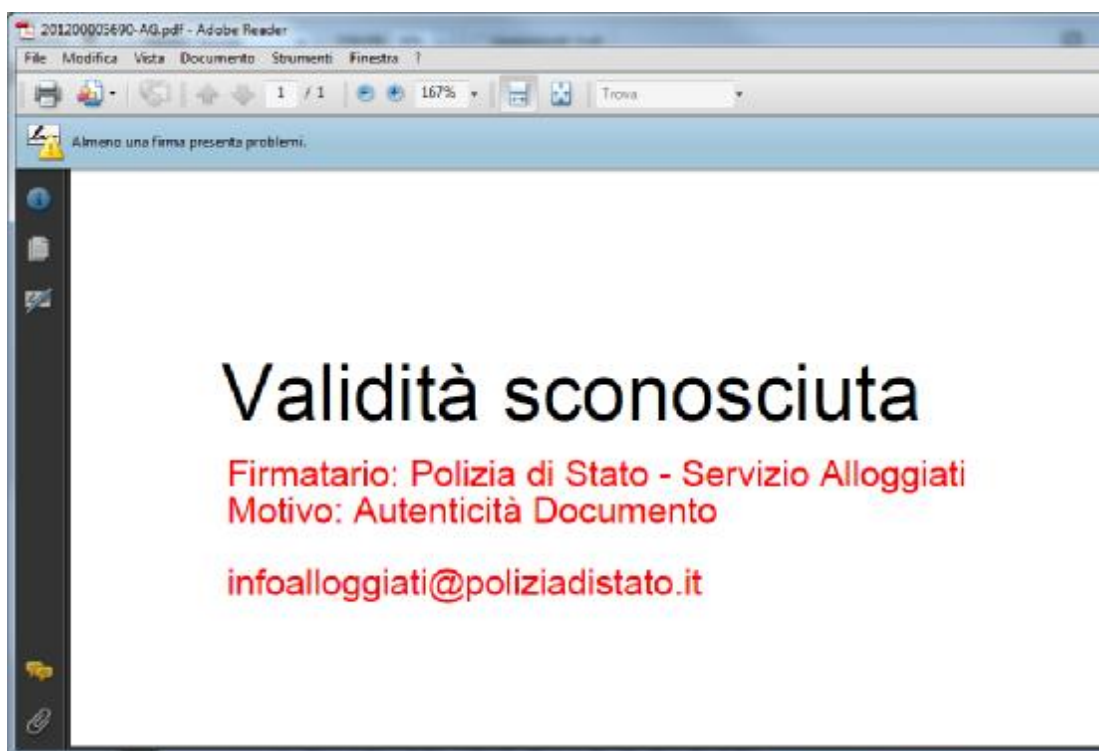 201200003690-AG.pdf - Adobe Reader
File Modifica Vista Documento Strumenti Finestra ?
1 / 1 167% Trova
Almeno una firma presenta problemi.
Validità sconosciuta
Firmatario: Polizia di Stato - Servizio Alloggiati
Motivo: Autenticità Documento
infoalloggiati@poliziadistato.it